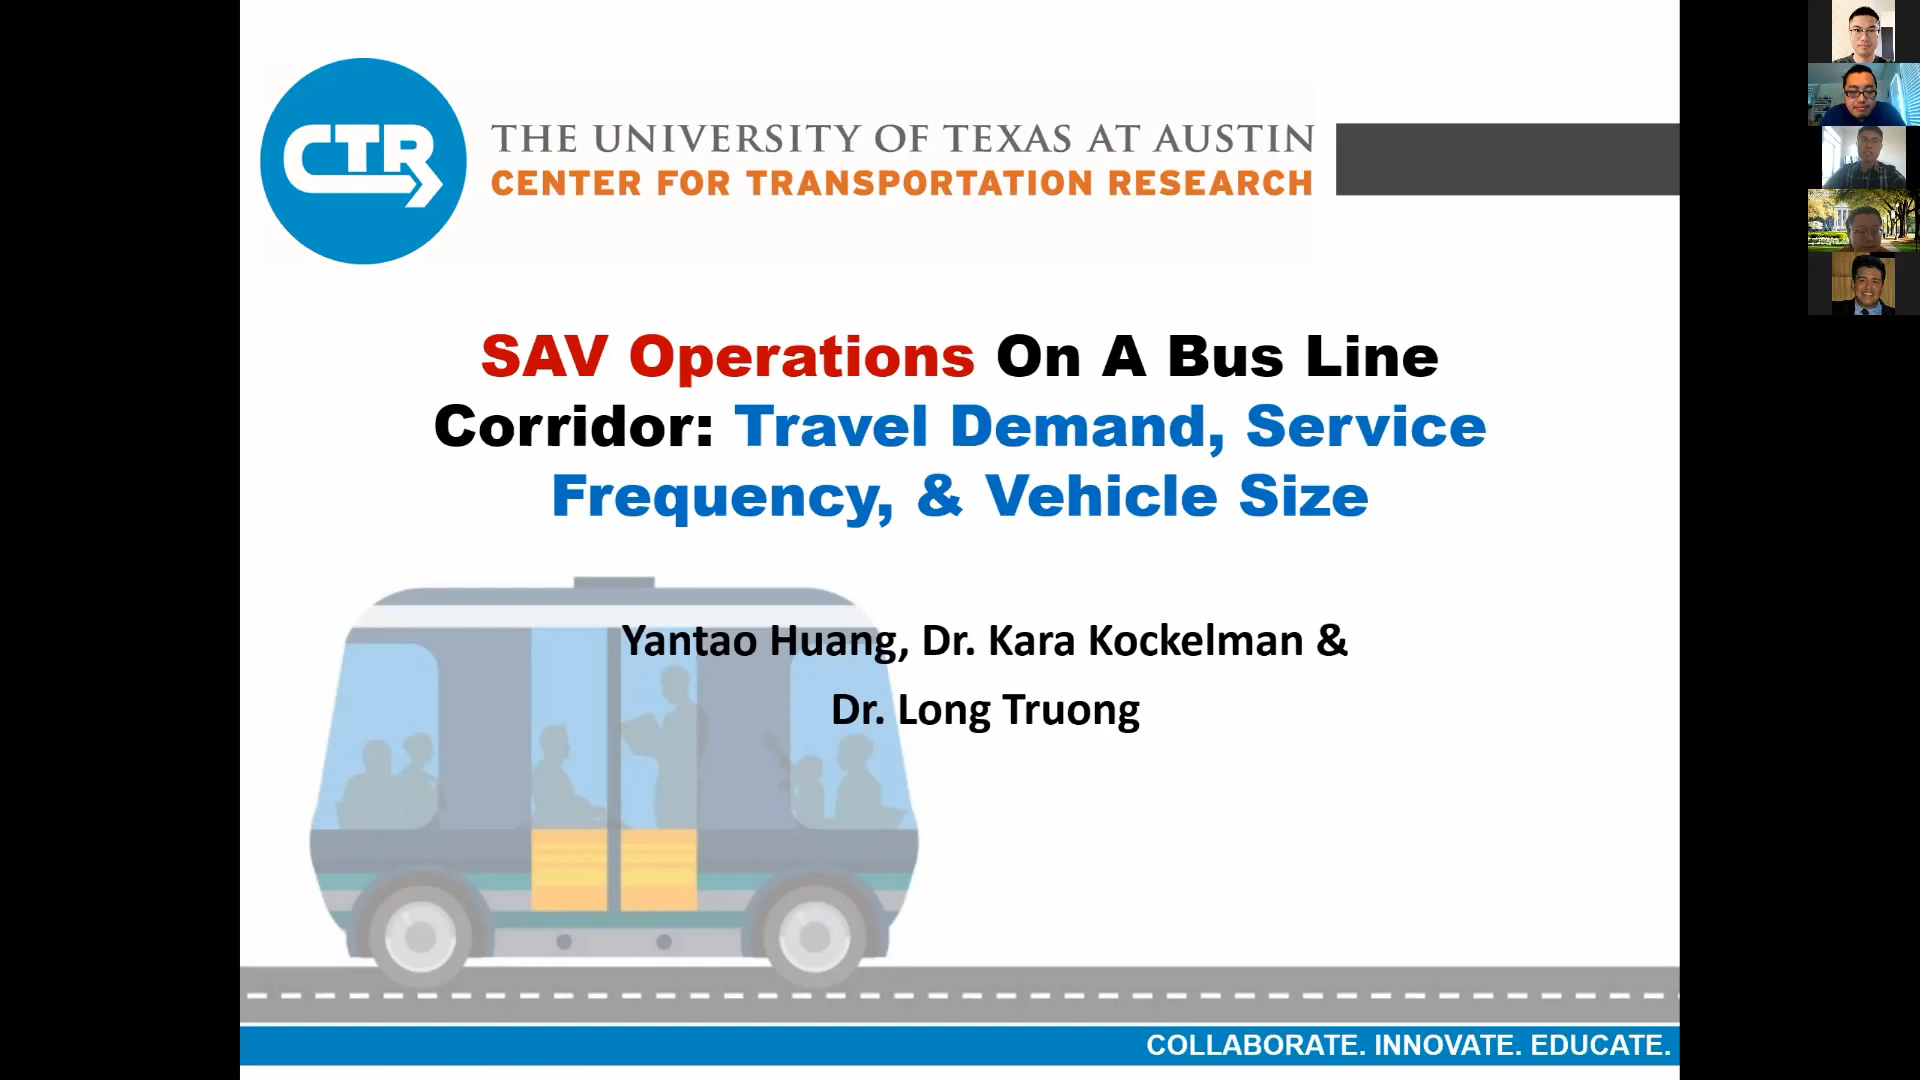 CTR
THE UNIVERSITY OF TEXAS AT AUSTIN
CENTER FOR TRANSPORTATION RESEARCH
SAV Operations On A Bus Line
Corridor: Travel Demand, Service
Frequency, & Vehicle Size
Yantao Huang, Dr. Kara Kockelman &
Dr. Long Truong
COLLABORATE. INNOVATE. EDUCATE.